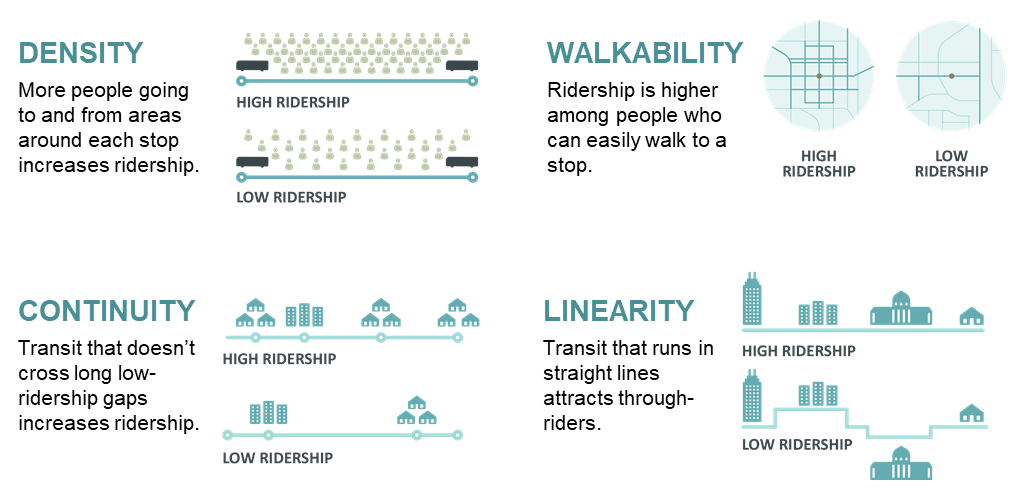 DENSITY
More people going
to and from areas
around each stop
increases ridership.
HIGH RIDERSHIP
LOW RIDERSHIP
WALKABILITY
Ridership is higher
among people who
can easily walk to a
stop.
HIGH
RIDERSHIP
LOW
RIDERSHIP
CONTINUITY
Transit that doesn’t
cross long low-
ridership gaps
increases ridership.
HIGH RIDERSHIP
LOW RIDERSHIP
LINEARITY
Transit that runs in
straight lines
attracts through-
riders.
HIGH RIDERSHIP
LOW RIDERSHIP